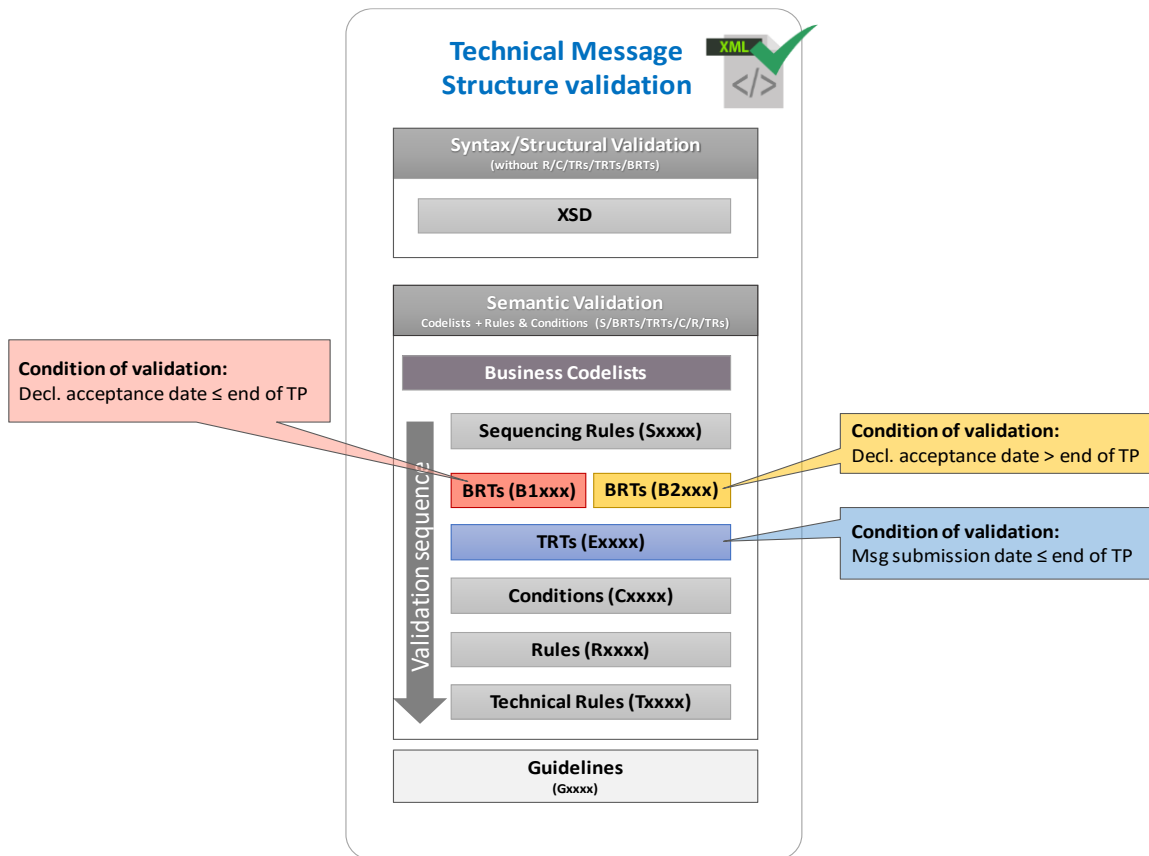 Technical Message
Structure validation
XML
</>
Syntax/Structural Validation
(without R/C/TRs/TRTs/BRTs)
XSD
Semantic Validation
Codelists + Rules & Conditions (S/BRTs/TRTs/C/R/TRs)
Condition of validation:
Decl. acceptance date ≤ end of TP
Business Codelists
Validation sequence
Sequencing Rules (Sxxxx)
Condition of validation:
Decl. acceptance date > end of TP
BRTs (B1xxx)
BRTs (B2xxx)
TRTs (Exxxx)
Condition of validation:
Msg submission date ≤ end of TP
Conditions (Cxxxx)
Rules (Rxxxx)
Technical Rules (Txxxx)
Guidelines
(Gxxxx)